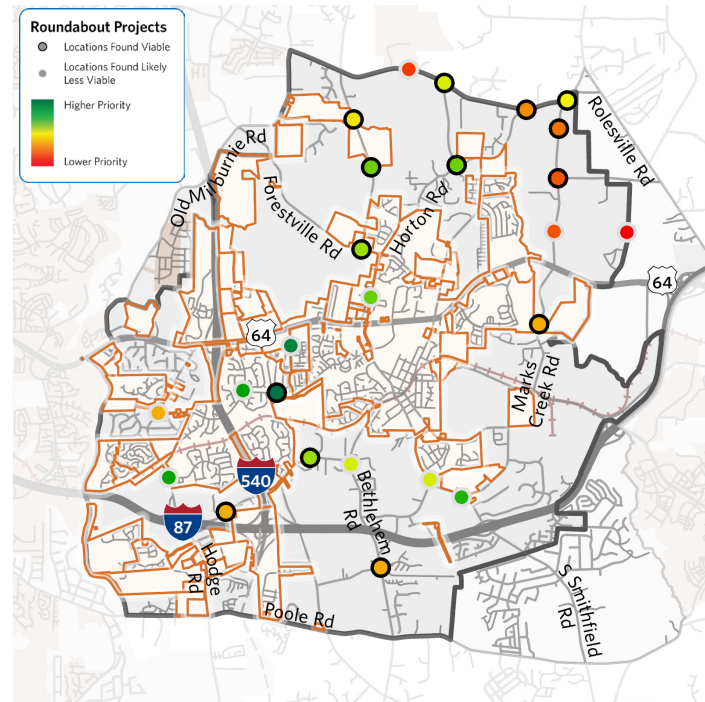 Roundabout Projects
Locations Found Viable
Locations Found Likely
Less Viable
Higher Priority
Lower Priority
Rolesville Rd
Old Milburnie Rd
Forestville Rd
Horton Rd
64
64
Marks
Creek Rd
540
Bethlehem
Rd
87
Hodge
Rd
Poole Rd
S Smithfield
Rd